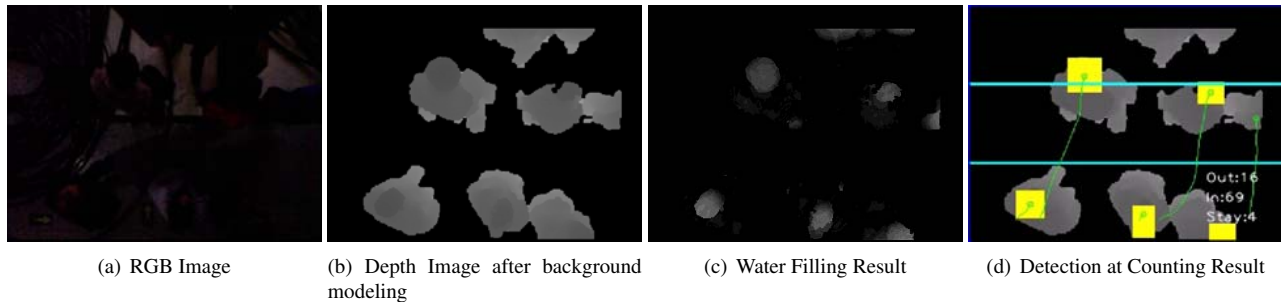 Out:16
In:69
Stay:4
(a) RGB Image
(b) Depth Image after background
modeling
(c) Water Filling Result
(d) Detection at Counting Result